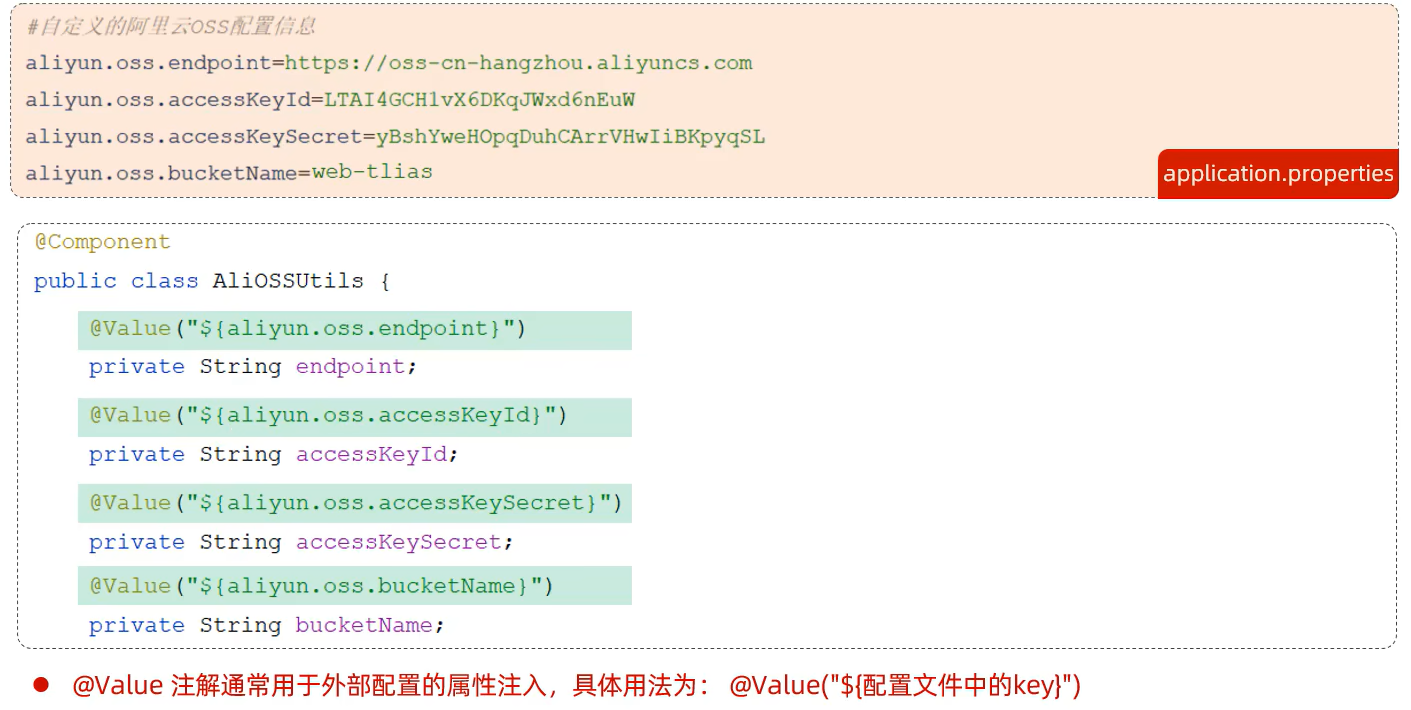 #自定义的阿里云OSS配置信息
aliyun.oss.endpoint=https://oss-cn-hangzhou.aliyuncs.com
aliyun.oss.accessKeyId=LTAI4GCH1vX6DKqJWxd6nEuW
aliyun.oss.accessKeySecret=yBshYweHOpqDuhCArrVHwIiBKpyqSL
aliyun.oss.bucketName=web-tlias
application.properties
@Component
public class AliOSSUtils {
@Value("${aliyun.oss.endpoint}")
private String endpoint;
@Value("${aliyun.oss.accessKeyId}")
private String accessKeyId;
@Value("${aliyun.oss.accessKeySecret}")
private String accessKeySecret;
@Value("${aliyun.oss.bucketName}")
private String bucketName;
● @Value 注解通常用于外部配置的属性注入，具体用法为： @Value("${配置文件中的key}")